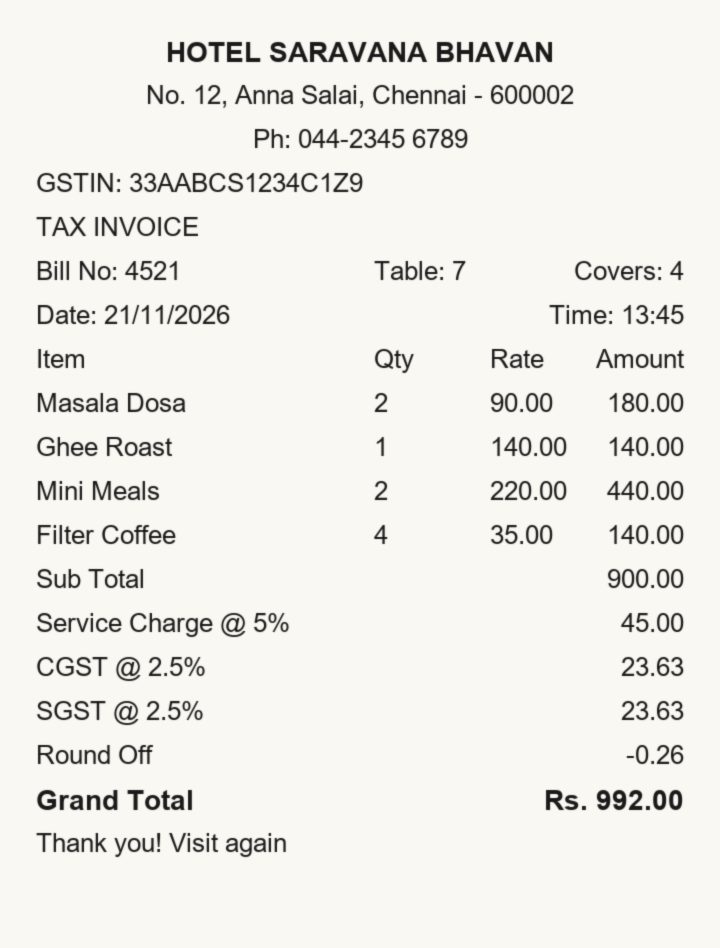 HOTEL SARAVANA BHAVAN
No. 12, Anna Salai, Chennai - 600002
Ph: 044-2345 6789
GSTIN: 33AABCS1234C1Z9
TAX INVOICE
Bill No: 4521 Table: 7 Covers: 4
Date: 21/11/2026 Time: 13:45
Item Qty Rate Amount
Masala Dosa 2 90.00 180.00
Ghee Roast 1 140.00 140.00
Mini Meals 2 220.00 440.00
Filter Coffee 4 35.00 140.00
Sub Total 900.00
Service Charge @ 5% 45.00
CGST @ 2.5% 23.63
SGST @ 2.5% 23.63
Round Off -0.26
Grand Total Rs. 992.00
Thank you! Visit again